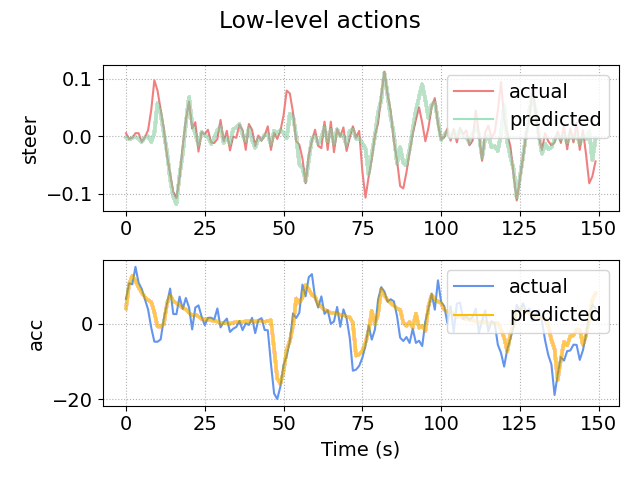 Low-level actions
0.1
0.0
−0.1
steer
actual
predicted
0 25 50 75 100 125 150
0
−20
acc
actual
predicted
0 25 50 75 100 125 150
Time (s)